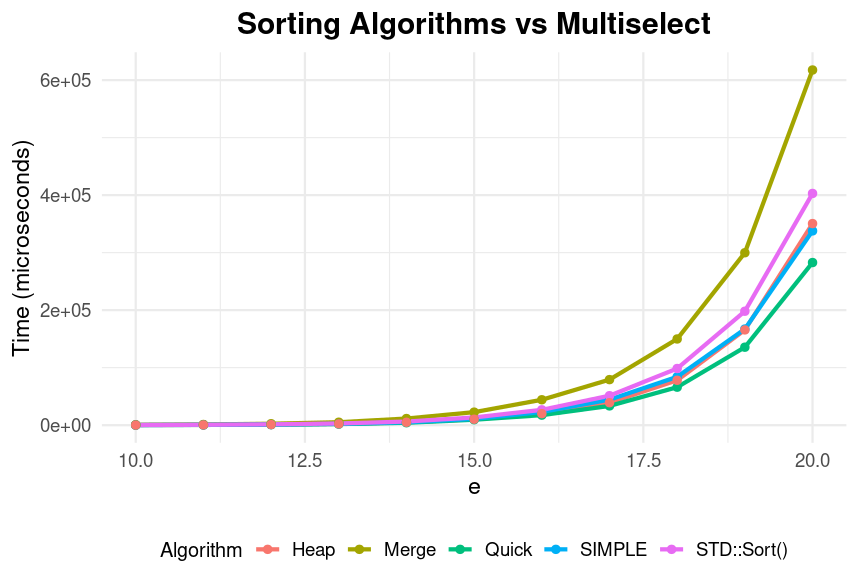 Sorting Algorithms vs Multiselect
Time (microseconds)
6e+05
4e+05
2e+05
0e+00
10.0 12.5 15.0 17.5 20.0
e
Algorithm Heap Merge Quick SIMPLE STD::Sort()